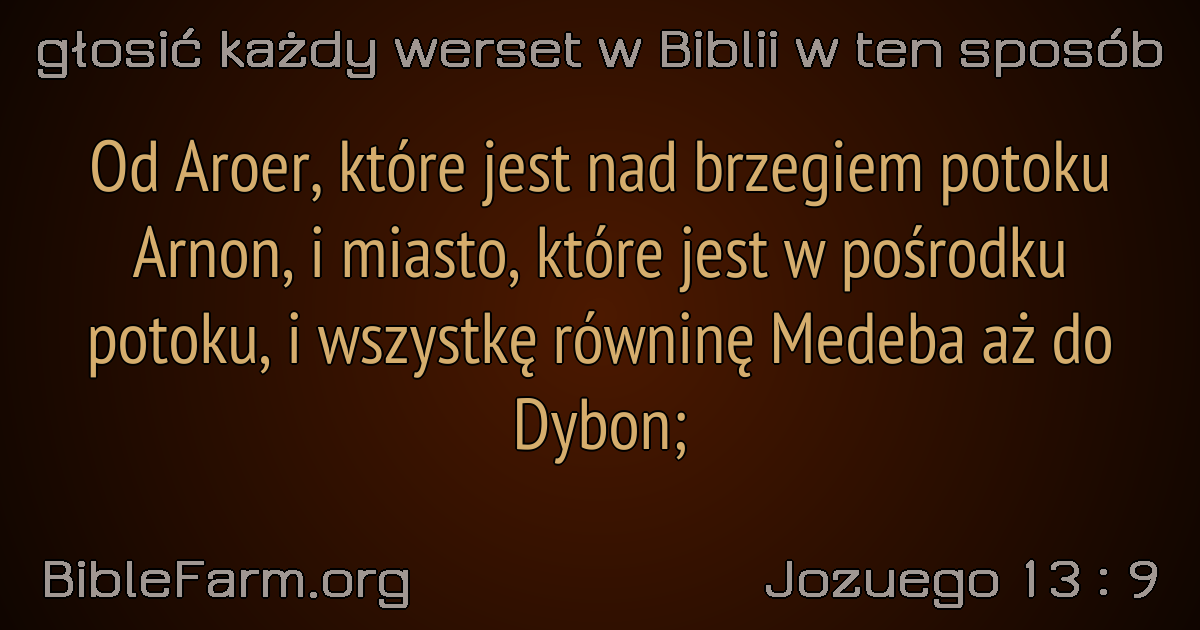 głosić każdy werset w Biblii w ten sposób
Od Aroer, które jest nad brzegiem potoku
Arnon, i miasto, które jest w pośrodku
potoku, i wszystkę równinę Medeba aż do
Dybon;
BibleFarm.org
Jozuego 13 : 9